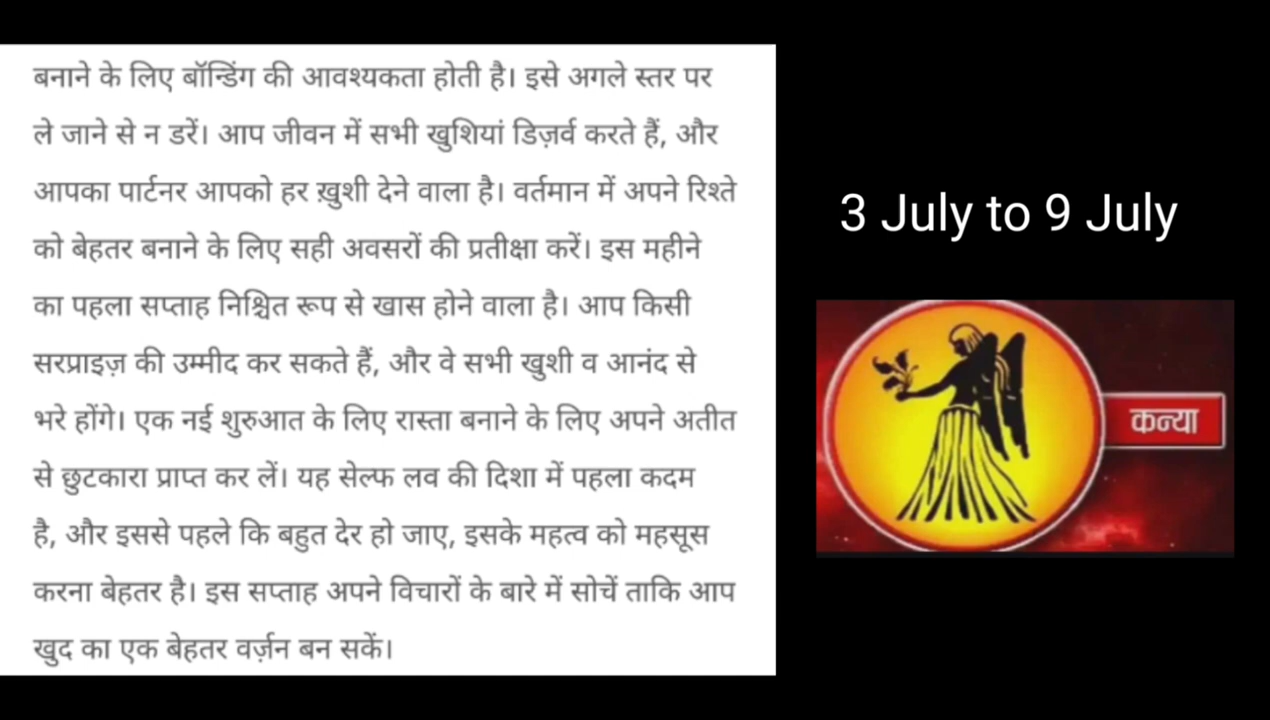 बनाने के लिए बॉन्डिंग की आवश्यकता होती है। इसे अगले स्तर पर
ले जाने से न डरें। आप जीवन में सभी खुशियां डिज़र्व करते हैं, और
आपका पार्टनर आपको हर ख़ुशी देने वाला है। वर्तमान में अपने रिश्ते
को बेहतर बनाने के लिए सही अवसरों की प्रतीक्षा करें। इस महीने
का पहला सप्ताह निश्चित रूप से खास होने वाला है। आप किसी
सरप्राइज़ की उम्मीद कर सकते हैं, और वे सभी खुशी व आनंद से
भरे होंगे। एक नई शुरुआत के लिए रास्ता बनाने के लिए अपने अतीत
से छुटकारा प्राप्त कर लें। यह सेल्फ लव की दिशा में पहला कदम
है, और इससे पहले कि बहुत देर हो जाए, इसके महत्व को महसूस
करना बेहतर है। इस सप्ताह अपने विचारों के बारे में सोचें ताकि आप
खुद का एक बेहतर वर्ज़न बन सकें।
3 July to 9 July
कन्या